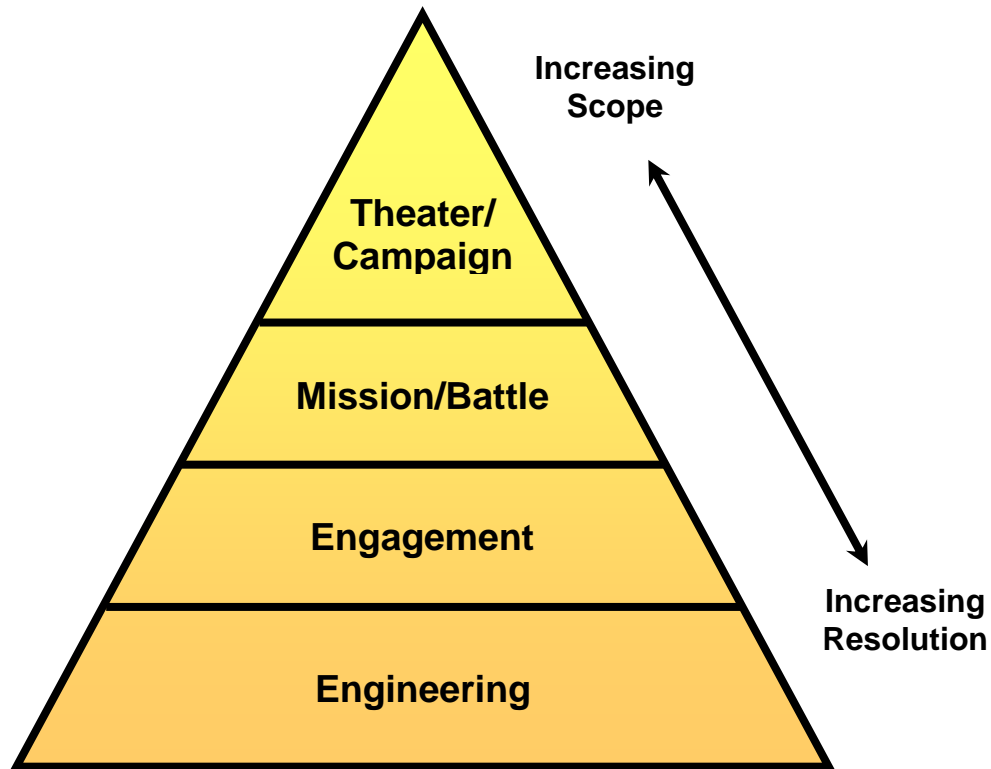 Increasing
Scope
Theater/
Campaign
Mission/Battle
Engagement
Increasing
Resolution
Engineering